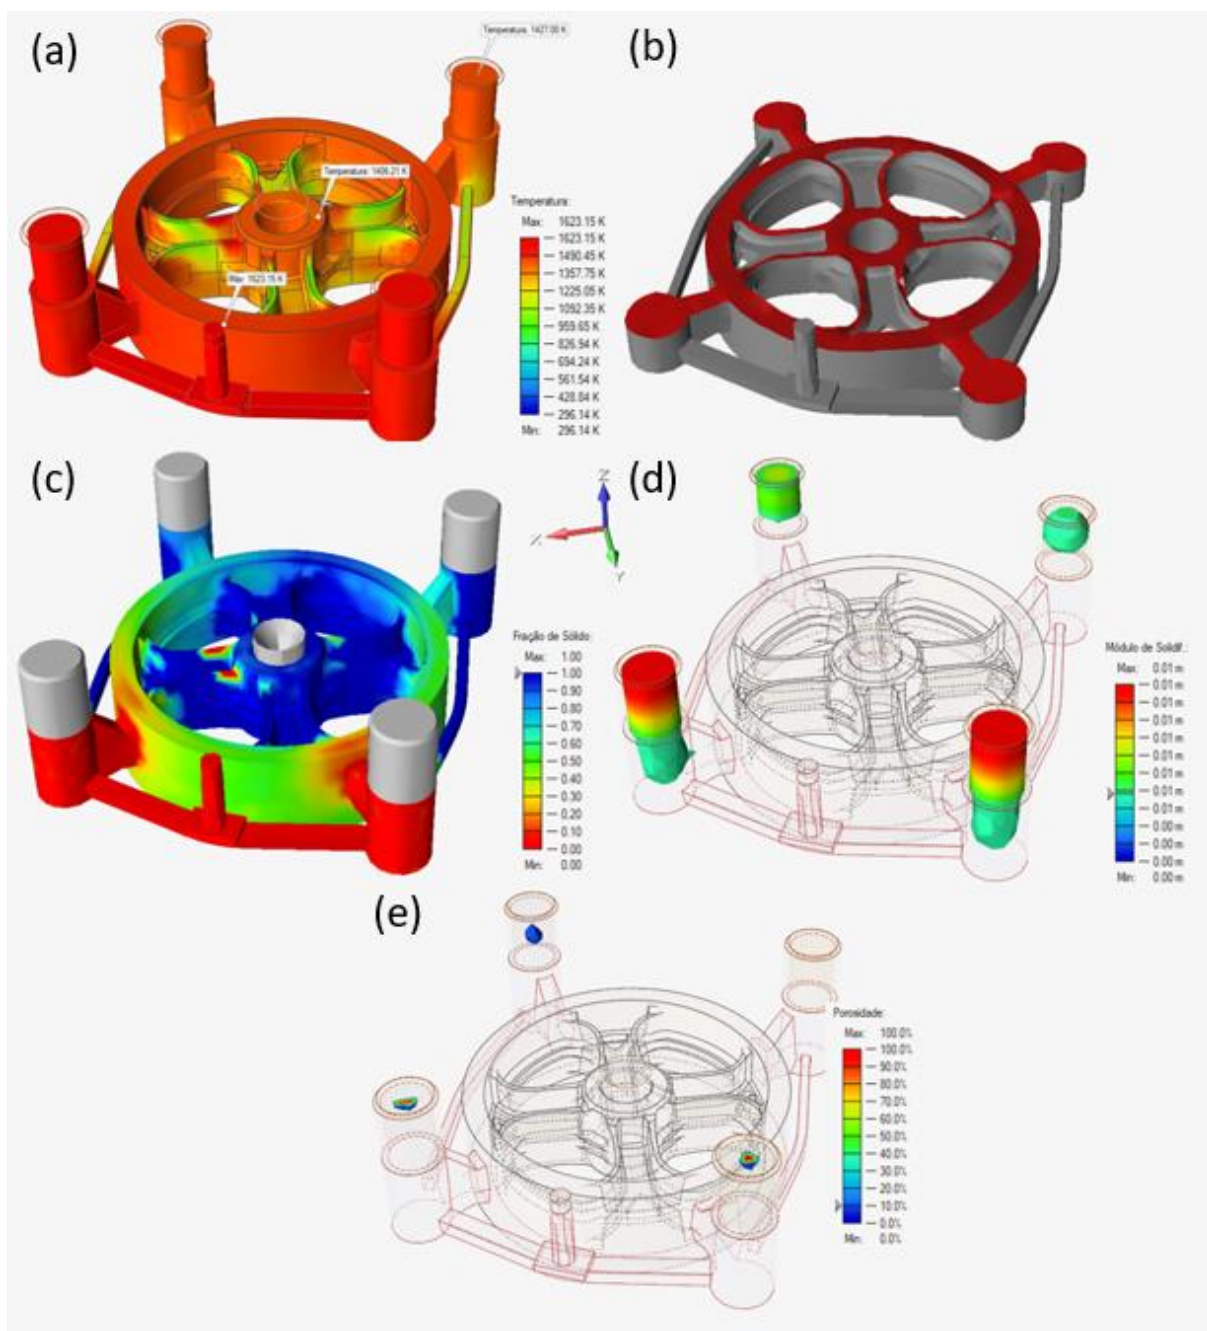 (a)
Temperatura: 1427.00 K
Temperatura: 1406.21 K
Max: 1623.15 K
Temperatura:
Max: 1623.15 K
1623.15 K
1490.45 K
1357.75 K
1225.05 K
1092.35 K
959.65 K
826.94 K
694.24 K
561.54 K
428.84 K
296.14 K
Min: 296.14 K
(b)
(c)
Z
X
Y
Fração de Sólido:
Max: 1.00
1.00
0.90
0.80
0.70
0.60
0.50
0.40
0.30
0.20
0.10
0.00
Min: 0.00
(d)
Módulo de Solidif.:
Max: 0.01 m
0.01 m
0.01 m
0.01 m
0.01 m
0.01 m
0.01 m
0.01 m
0.00 m
0.00 m
0.00 m
Min: 0.00 m
(e)
Porosidade:
Max: 100.0%
100.0%
90.0%
80.0%
70.0%
60.0%
50.0%
40.0%
30.0%
20.0%
10.0%
0.0%
Min: 0.0%